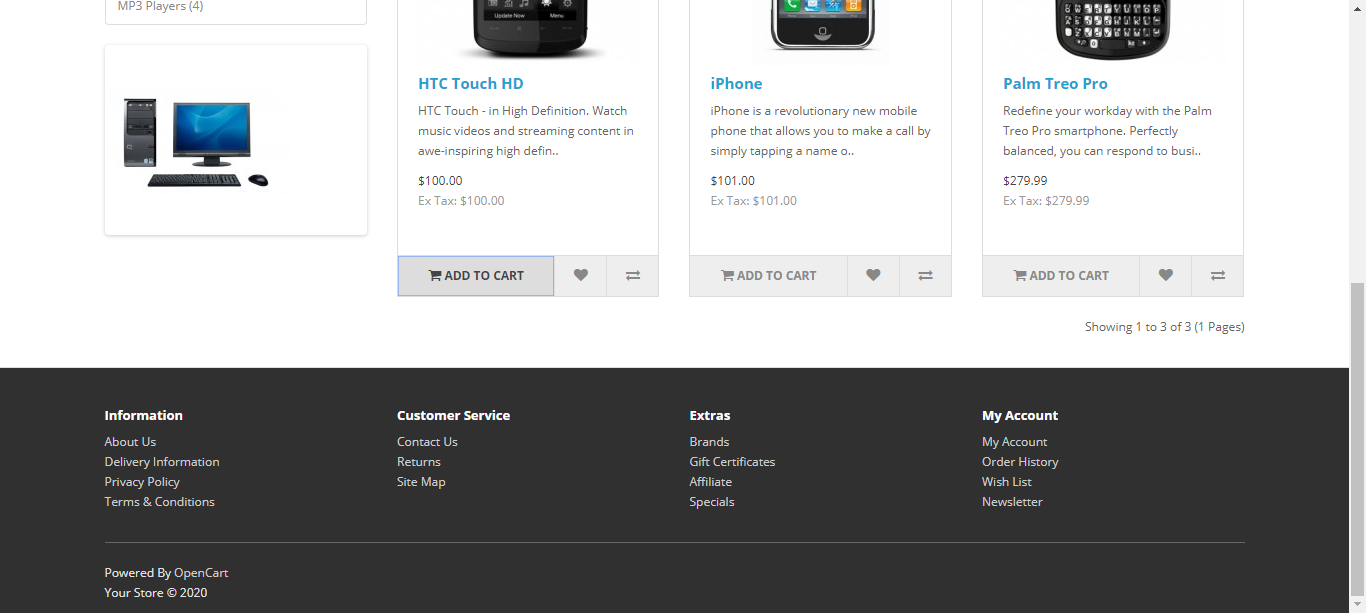 MP3 Players (4)
Update Now
Menu
HTC Touch HD
HTC Touch - in High Definition. Watch
music videos and streaming content in
awe-inspiring high defin..
$100.00
Ex Tax: $100.00
ADD TO CART
iPhone
iPhone is a revolutionary new mobile
phone that allows you to make a call by
simply tapping a name o..
$101.00
Ex Tax: $101.00
ADD TO CART
Palm Treo Pro
Redefine your workday with the Palm
Treo Pro smartphone. Perfectly
balanced, you can respond to busi..
$279.99
Ex Tax: $279.99
ADD TO CART
Showing 1 to 3 of 3 (1 Pages)
Information
About Us
Delivery Information
Privacy Policy
Terms & Conditions
Customer Service
Contact Us
Returns
Site Map
Extras
Brands
Gift Certificates
Affiliate
Specials
My Account
My Account
Order History
Wish List
Newsletter
Powered By OpenCart
Your Store © 2020